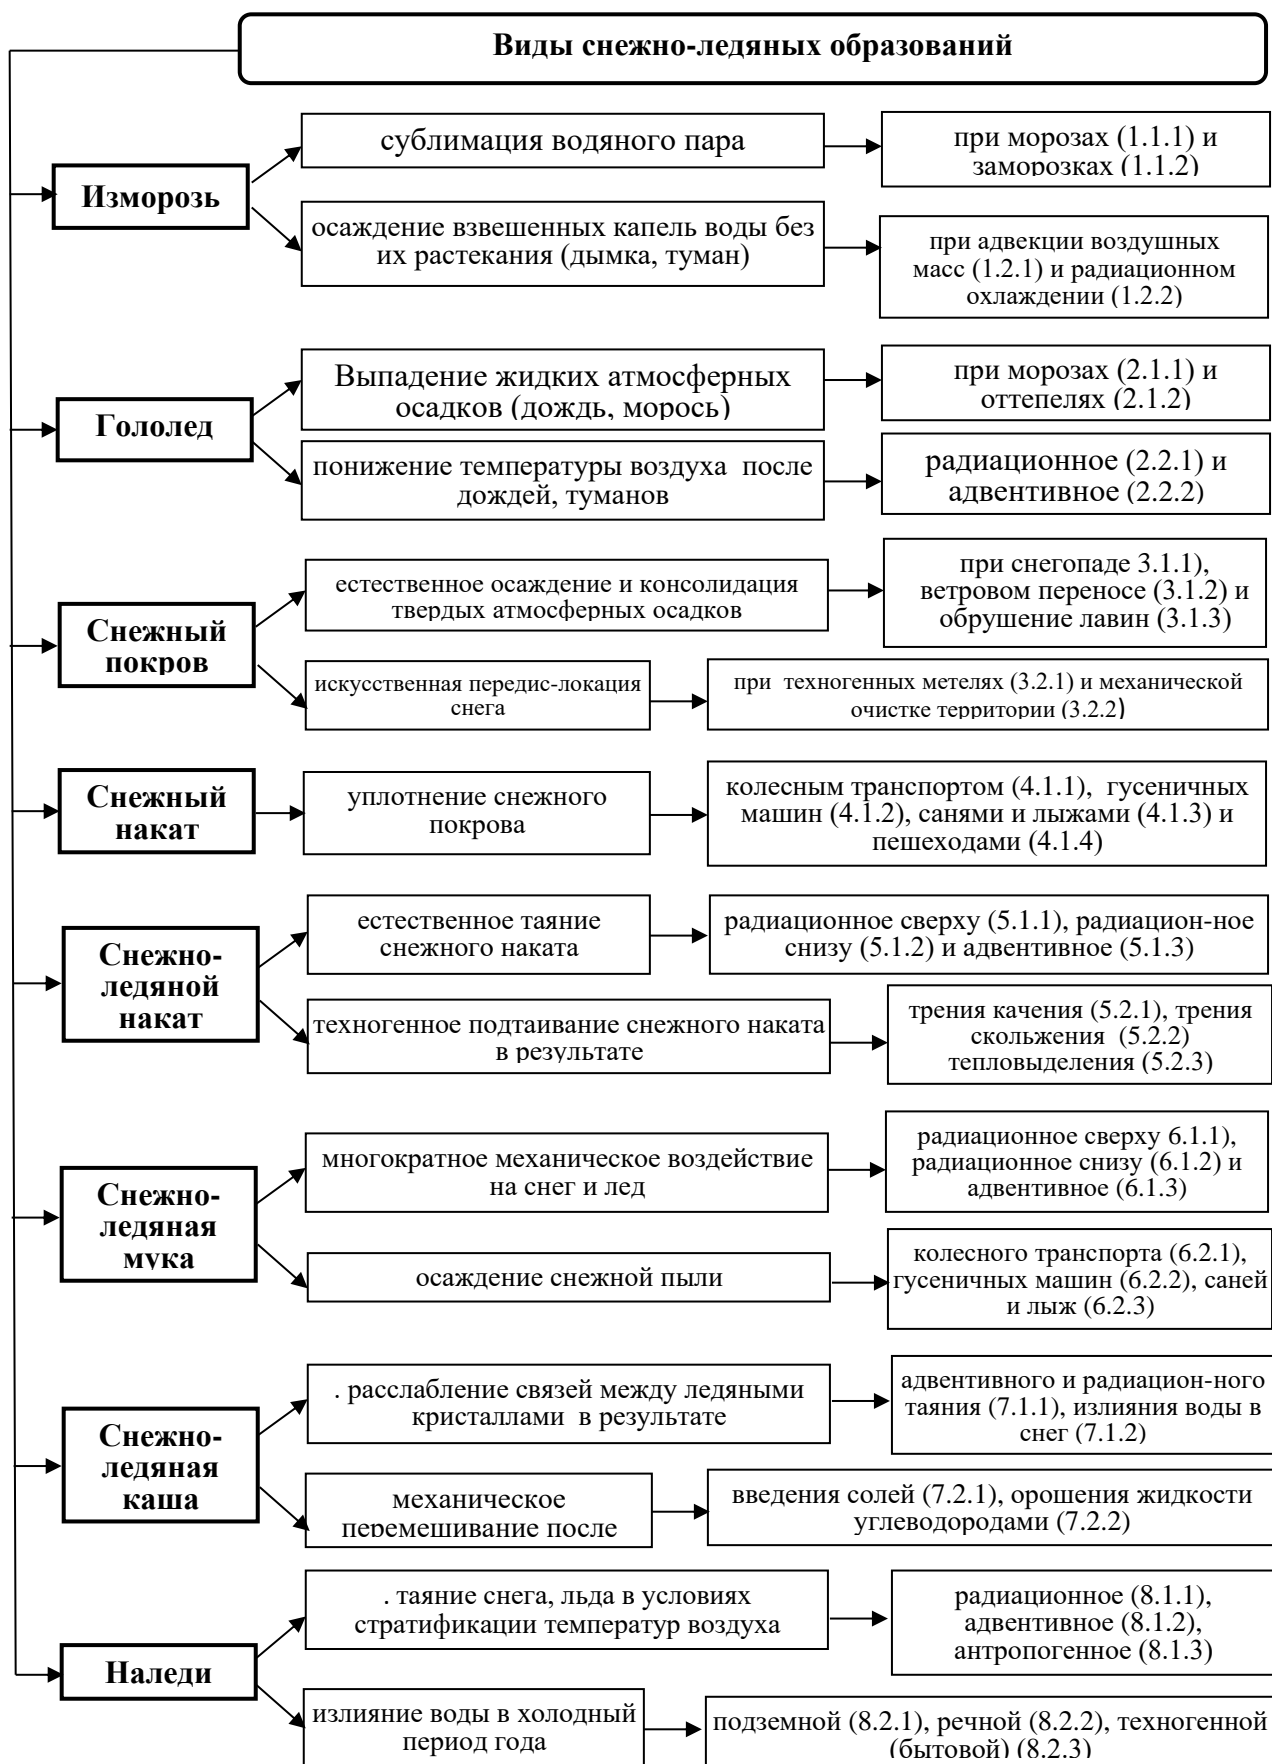 Виды снежно-ледяных образований
Изморозь
сублимация водяного пара
при морозах (1.1.1) и
заморозках (1.1.2)
осаждение взвешенных капель воды без
их растекания (дымка, туман)
при адвекции воздушных
масс (1.2.1) и радиационном
охлаждении (1.2.2)
Гололед
Выпадение жидких атмосферных
осадков (дождь, морось)
при морозах (2.1.1) и
оттепелях (2.1.2)
понижение температуры воздуха после
дождей, туманов
радиационное (2.2.1) и
адвентивное (2.2.2)
Снежный
покров
естественное осаждение и консолидация
твердых атмосферных осадков
при снегопаде 3.1.1),
ветровом переносе (3.1.2) и
обрушение лавин (3.1.3)
искусственная передис-локация
снега
при техногенных метелях (3.2.1) и механической
очистке территории (3.2.2)
Снежный
накат
уплотнение снежного
покрова
колесным транспортом (4.1.1), гусеничных
машин (4.1.2), санями и лыжами (4.1.3) и
пешеходами (4.1.4)
Снежно-
ледяной
накат
естественное таяние
снежного наката
радиационное сверху (5.1.1), радиацион-ное
снизу (5.1.2) и адвентивное (5.1.3)
техногенное подтаивание снежного наката
в результате
трения качения (5.2.1), трения
скольжения (5.2.2)
тепловыделения (5.2.3)
Снежно-
ледяная
мука
многократное механическое воздействие
на снег и лед
радиационное сверху 6.1.1),
радиационное снизу (6.1.2) и
адвентивное (6.1.3)
осаждение снежной пыли
колесного транспорта (6.2.1),
гусеничных машин (6.2.2), саней
и лыж (6.2.3)
Снежно-
ледяная
каша
. расслабление связей между ледяными
кристаллами в результате
адвентивного и радиацион-ного
таяния (7.1.1), излияния воды в
снег (7.1.2)
механическое
перемешивание после
введения солей (7.2.1), орошения жидкости
углеводородами (7.2.2)
Наледи
. таяние снега, льда в условиях
стратификации температур воздуха
радиационное (8.1.1),
адвентивное (8.1.2),
антропогенное (8.1.3)
излияние воды в холодный
период года
подземной (8.2.1), речной (8.2.2), техногенной
(бытовой) (8.2.3)